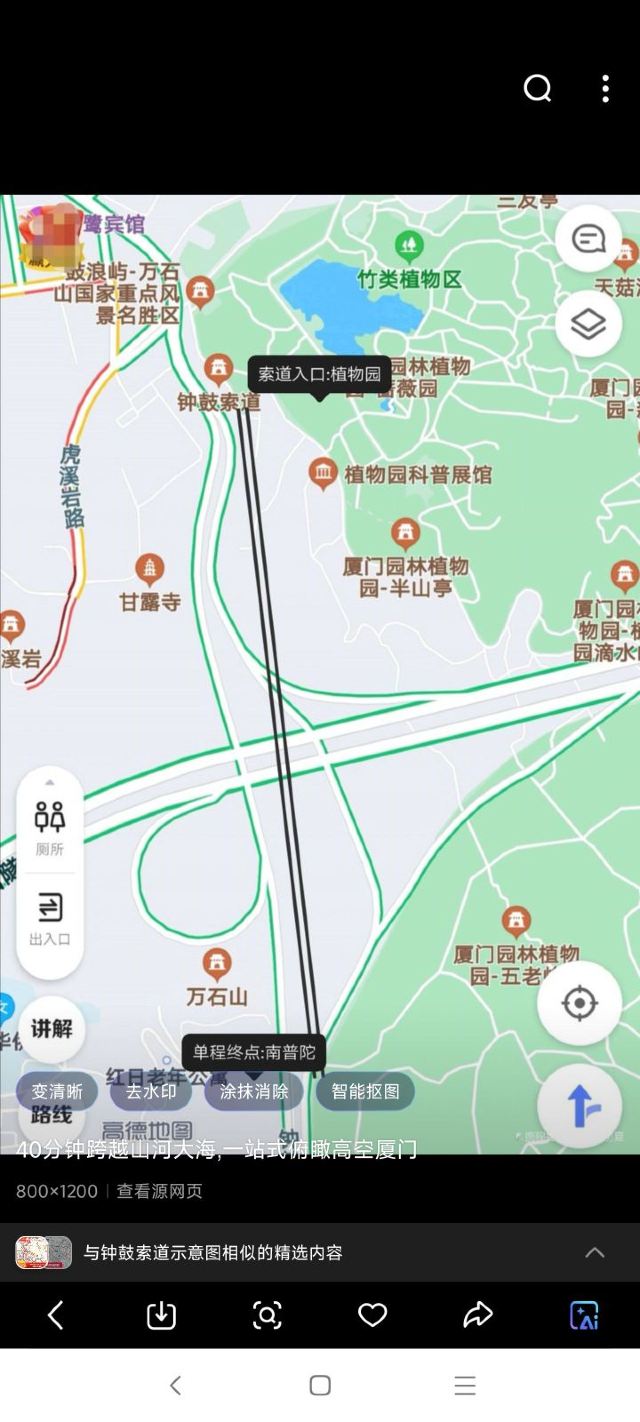 三友亭
鹭宾馆
竹类植物区
鼓浪屿-万石
山国家重点风
景名胜区
天菇
索道入口:植物园
园林植物
蔷薇园
钟鼓索道
厦门园
园-
植物园科普展馆
虎溪岩路
厦门园林植物
园-半山亭
甘露寺
厦门园
物园-
园滴水
溪岩
厕所
出入口
厦门园林植物
园-五老
万石山
讲解
单程终点:南普陀
红日老年公寓
变清晰
去水印
涂抹消除
智能抠图
路线
高德地图
钟
40分钟跨越山河大海,一站式俯瞰高空厦门
800×1200
查看源网页
与钟鼓索道示意图相似的精选内容
Ai